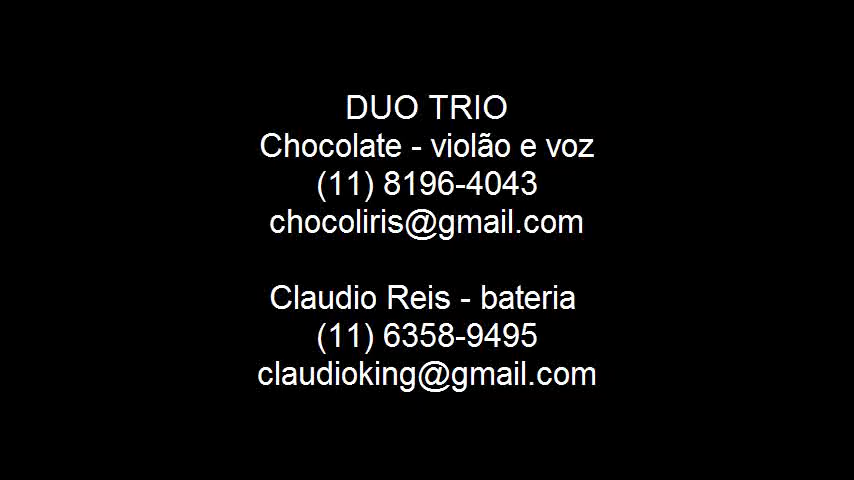 DUO TRIO
Chocolate - violão e voz
(11) 8196-4043
chocoliris@gmail.com
Claudio Reis - bateria
(11) 6358-9495
claudioking@gmail.com